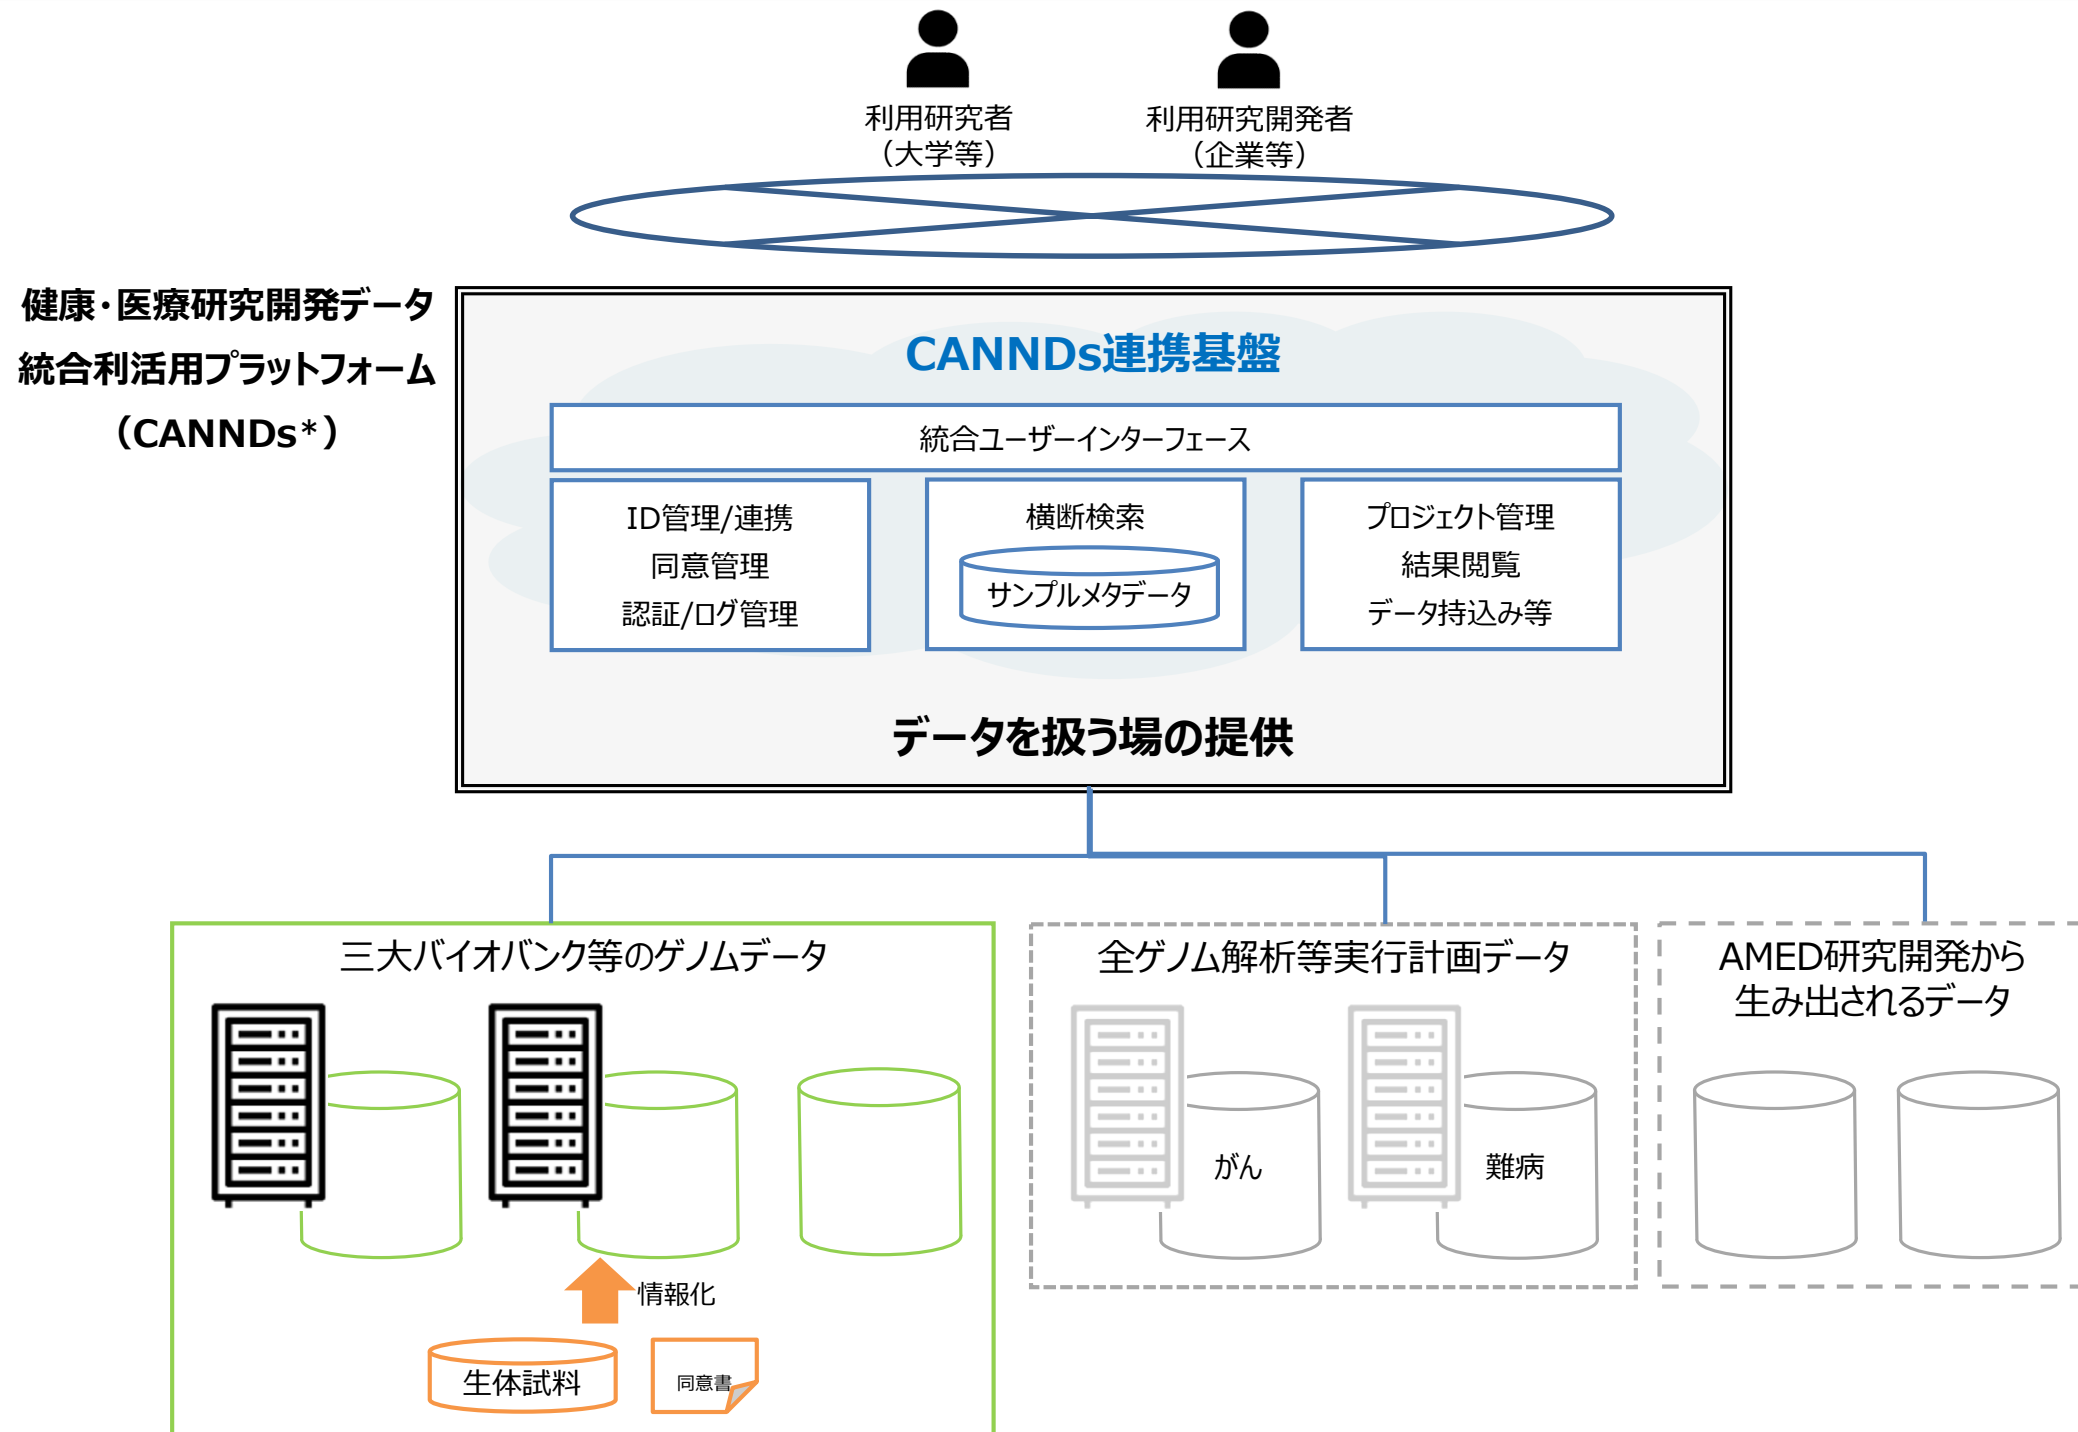 利用研究者
（大学等）
利用研究開発者
（企業等）
健康・医療研究開発データ
統合利活用プラットフォーム
（CANNDs*）
CANNDs連携基盤
統合ユーザーインターフェース
ID管理/連携
同意管理
認証/ログ管理
横断検索
サンプルメタデータ
プロジェクト管理
結果閲覧
データ持込み等
データを扱う場の提供
三大バイオバンク等のゲノムデータ
情報化
生体試料
同意書
全ゲノム解析等実行計画データ
がん
難病
AMED研究開発から
生み出されるデータ